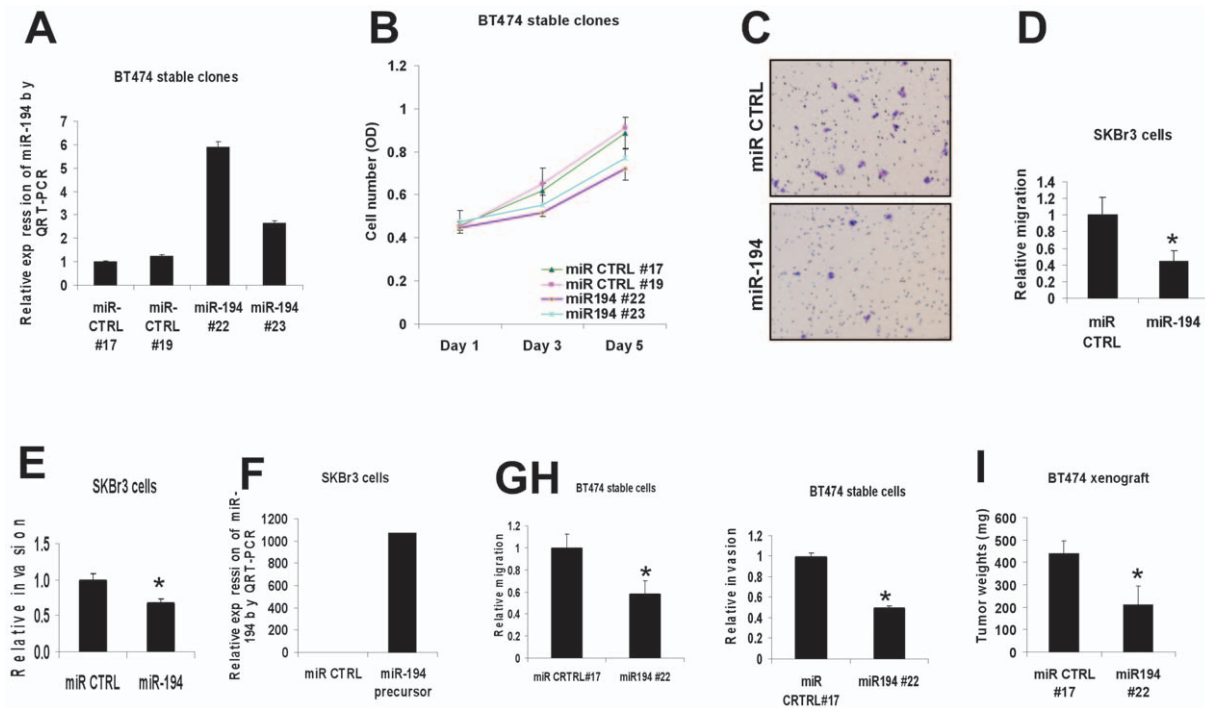 A
BT474 stable clones
Relative exp ression of miR-194 b y
QRT-PCR
7
6
5
4
3
2
1
0
miR-
CTRL
#17
miR-
CTRL
#19
miR-194
#22
miR-194
#23
B
BT474 stable clones
Cell number (OD)
1.2
1
0.8
0.6
0.4
0.2
0
miR CTRL #17
miR CTRL #19
miR194 #22
miR194 #23
Day 1
Day 3
Day 5
C
miR CTRL
miR-194
D
SKBr3 cells
Relative migration
1.4
1.2
1
0.8
0.6
0.4
0.2
0
*
miR
CTRL
miR-194
E
SKBr3 cells
Relative invasion
1.5
1.0
0.5
0.0
*
miR CTRL
miR-194
F
SKBr3 cells
Relative exp ression of miR-
194 b y QRT-PCR
1200
1000
800
600
400
200
0
miR CTRL
miR-194
precursor
GH
BT474 stable cells
Relative migration
1.2
1
0.8
0.6
0.4
0.2
0
*
miR CRTRL#17
miR194 #22
BT474 stable cells
Relative in vasion
1.2
1
0.8
0.6
0.4
0.2
0
*
miR
CRTRL#17
miR194 #22
I
BT474 xenograft
Tumor weights (mg)
600
500
400
300
200
100
0
*
miR CTRL
#17
miR194
#22